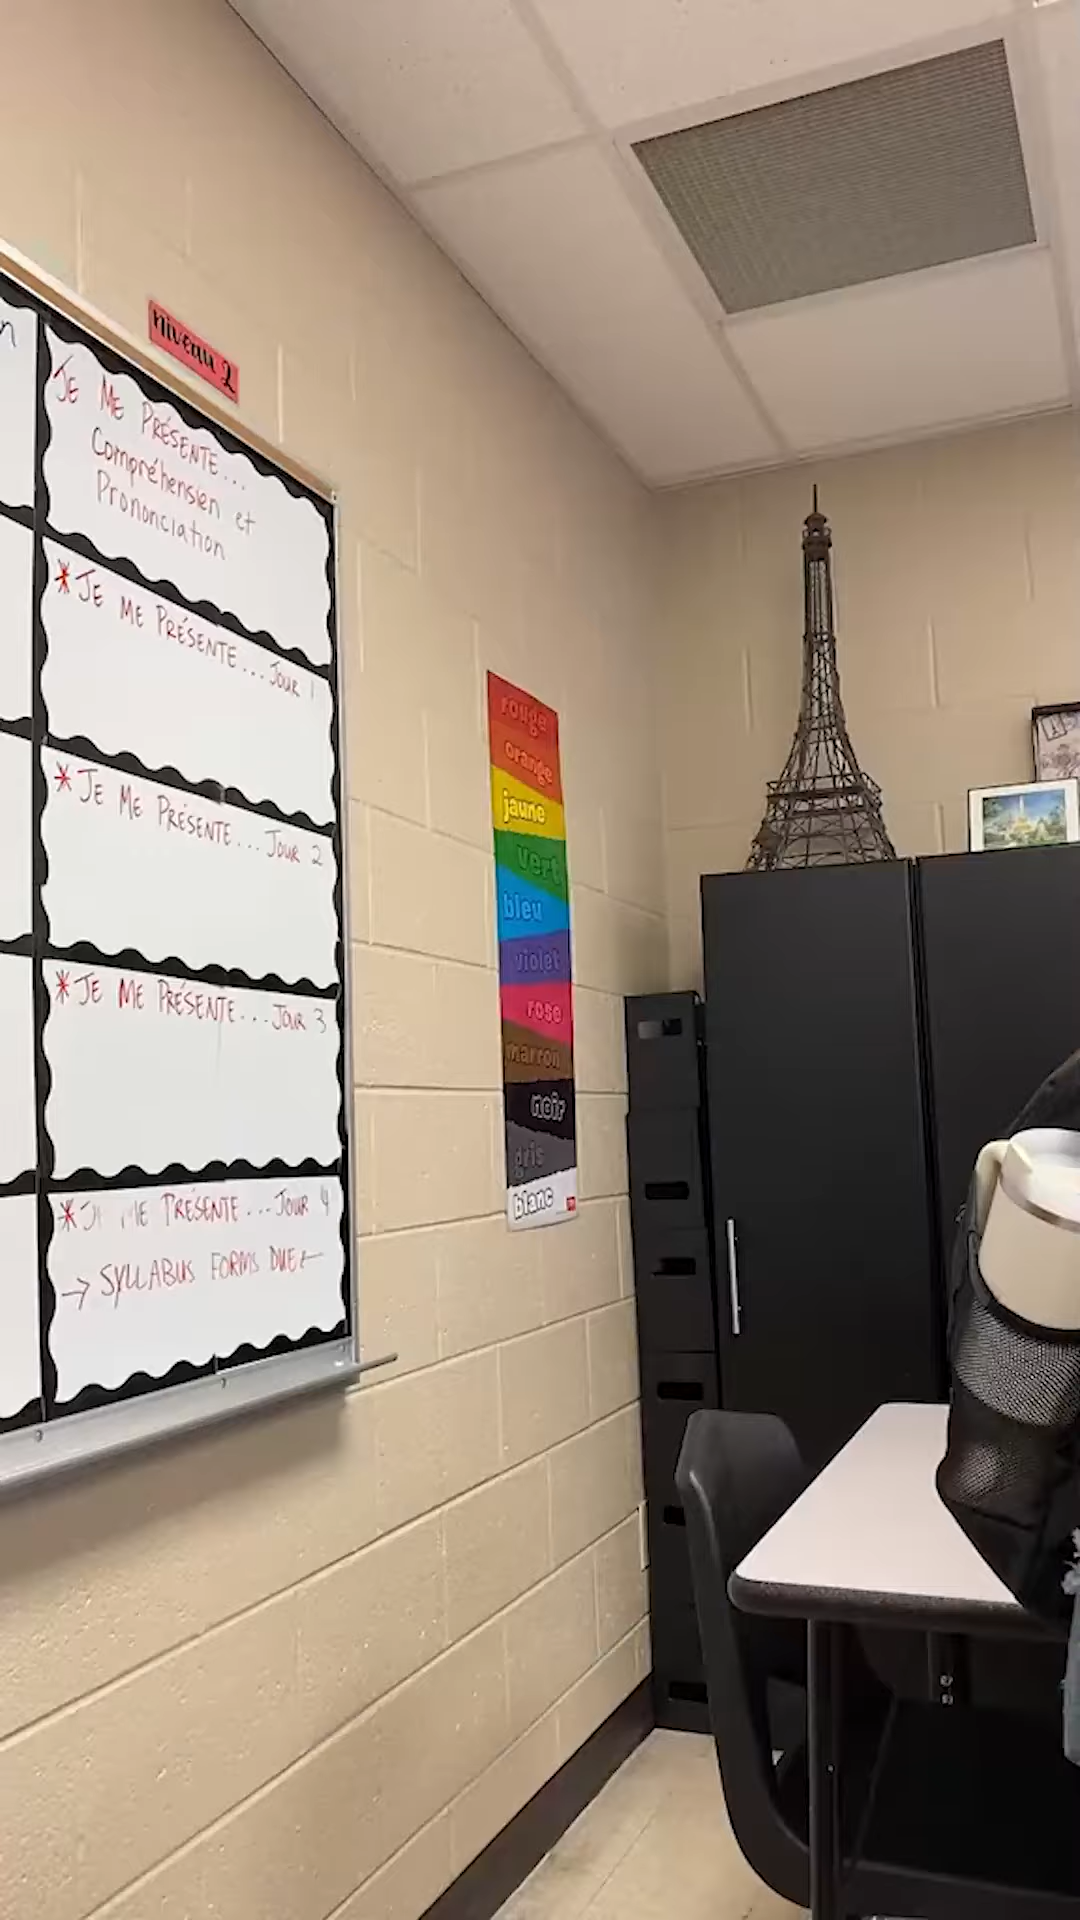 niveau 2
JE ME PRÉSENTE...
Compréhension et
Prononciation
*JE ME PRÉSENTE...JOUR 1
*JE ME PRÉSENTE...JOUR 2
*JE ME PRÉSENTE...JOUR 3
*JE ME PRÉSENTE...JOUR 4
→ SYLLABUS FORMS DUE ←
rouge
orange
jaune
vert
bleu
violet
rose
marron
noir
gris
blanc